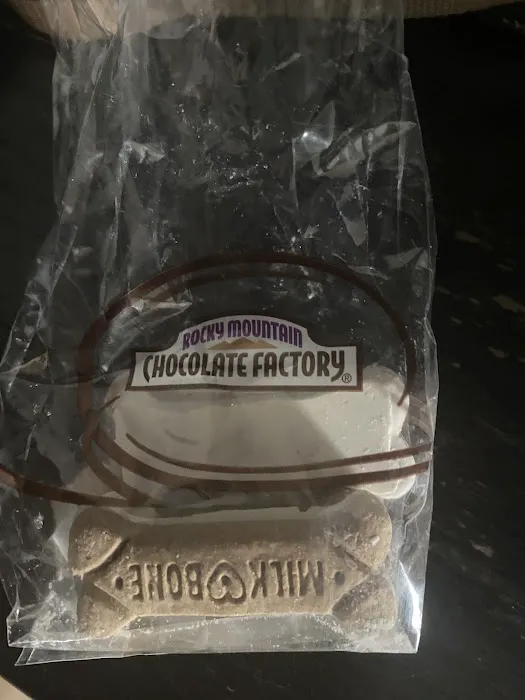 ROCKY MOUNTAIN
CHOCOLATE FACTORY®
MILK BONE